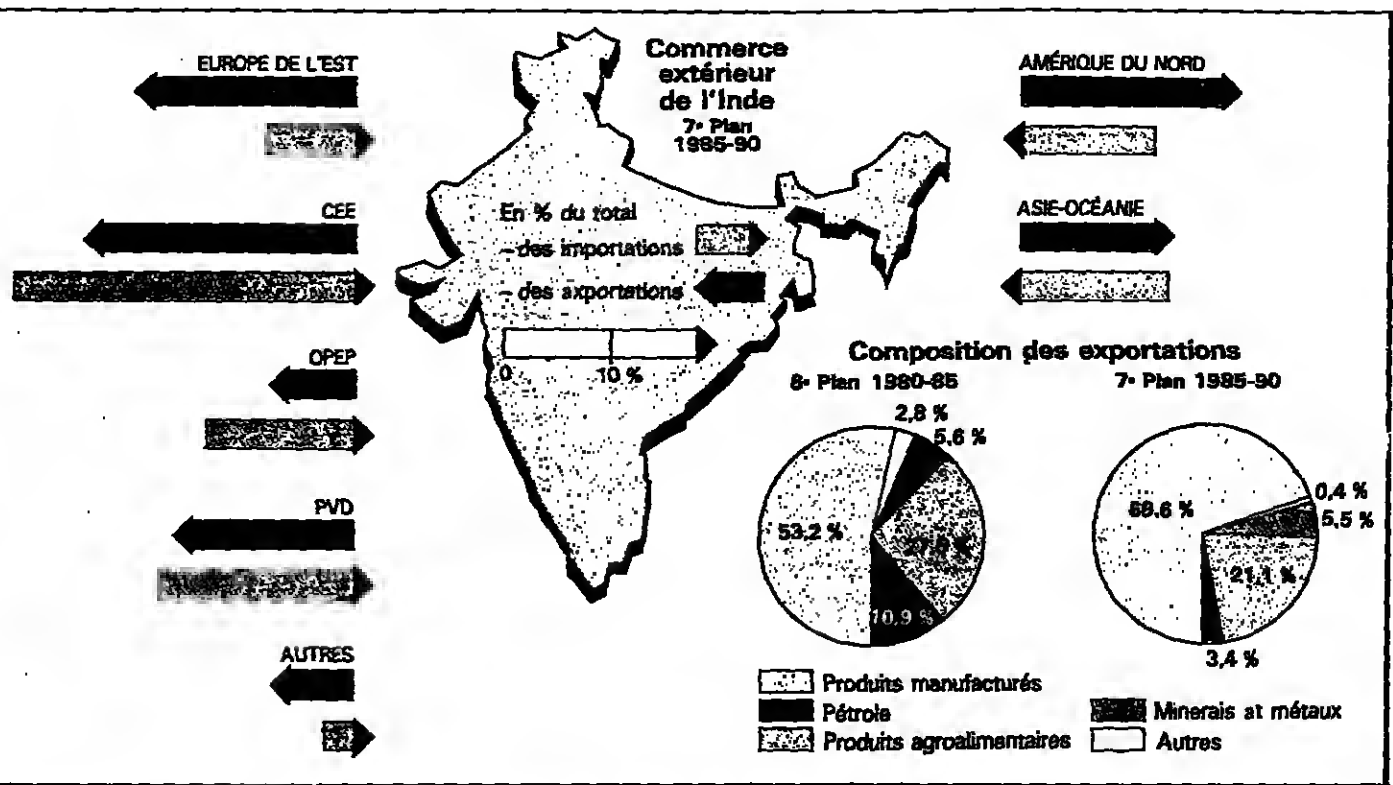 EUROPE DE L'EST
CEE
OPEP
PVD
AUTRES
Commerce
extérieur
de l'Inde
7e Plan
1985-90
En % du total
- des importations
- des axportations
0 10 %
AMÉRIQUE DU NORD
ASIE-OCÉANIE
Composition des exportations
6e Plan 1980-85
2,8 %
5,6 %
53,2 %
10,9 %
7e Plan 1985-90
0,4 %
5,5 %
21,1 %
3,4 %
Produits manufacturés
Pétrole
Produits agroalimentaires
Minerais at métaux
Autres